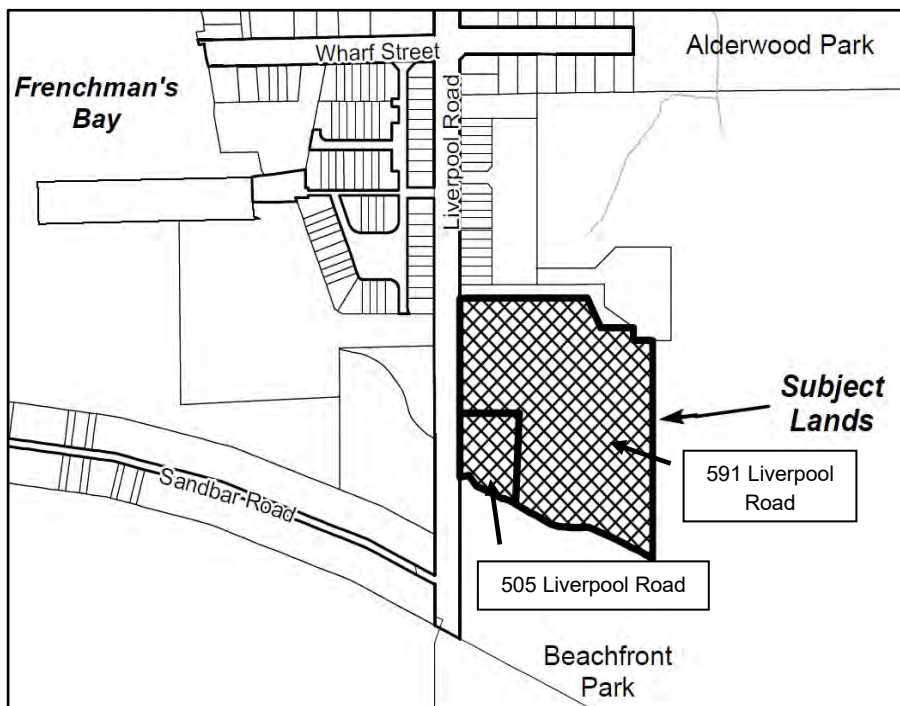 Wharf Street
Alderwood Park
Frenchman's
Bay
Liverpool Road
Subject
Lands
591 Liverpool
Road
Sandbar Road
505 Liverpool Road
Beachfront
Park